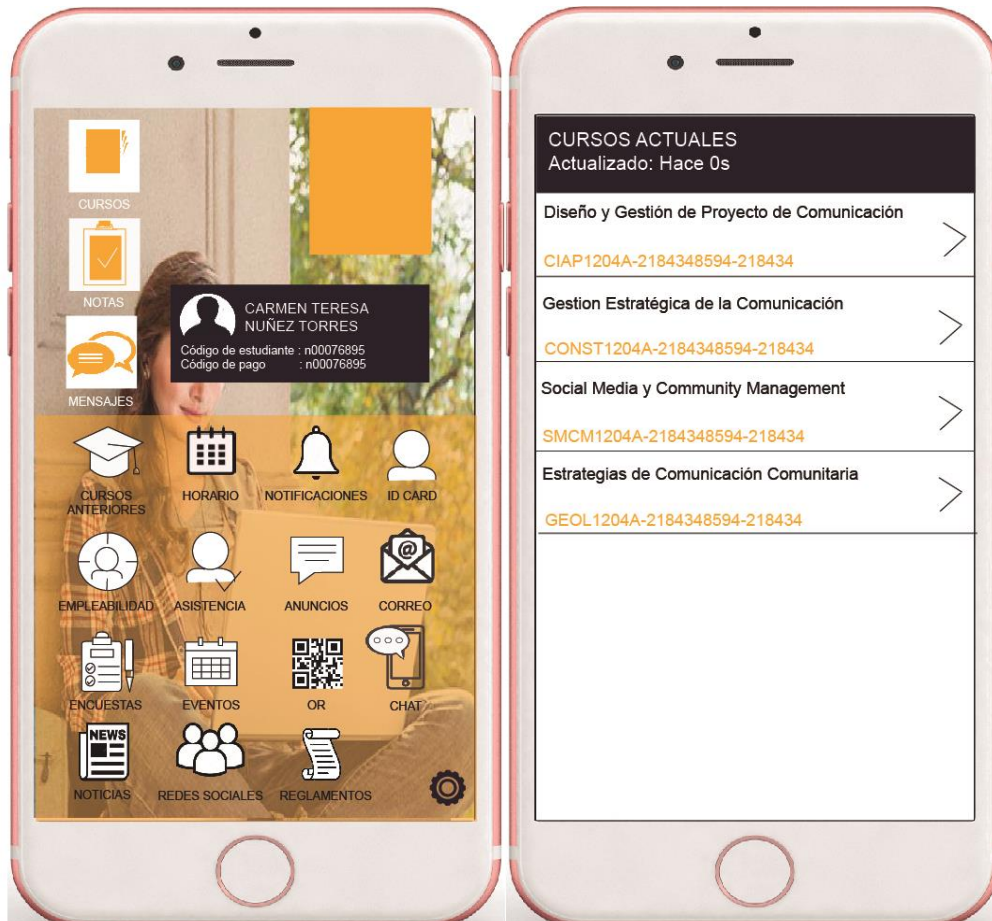 CURSOS
NOTAS
MENSAJES
CARMEN TERESA
NUÑEZ TORRES
Código de estudiante : n00076895
Código de pago : n00076895
CURSOS
ANTERIORES
HORARIO
NOTIFICACIONES
ID CARD
EMPLEABILIDAD
ASISTENCIA
ANUNCIOS
CORREO
ENCUESTAS
EVENTOS
OR
CHAT
NEWS
NOTICIAS
REDES SOCIALES
REGLAMENTOS
CURSOS ACTUALES
Actualizado: Hace 0s
Diseño y Gestión de Proyecto de Comunicación
CIAP1204A-2184348594-218434
Gestion Estratégica de la Comunicación
CONST1204A-2184348594-218434
Social Media y Community Management
SMCM1204A-2184348594-218434
Estrategias de Comunicación Comunitaria
GEOL1204A-2184348594-218434